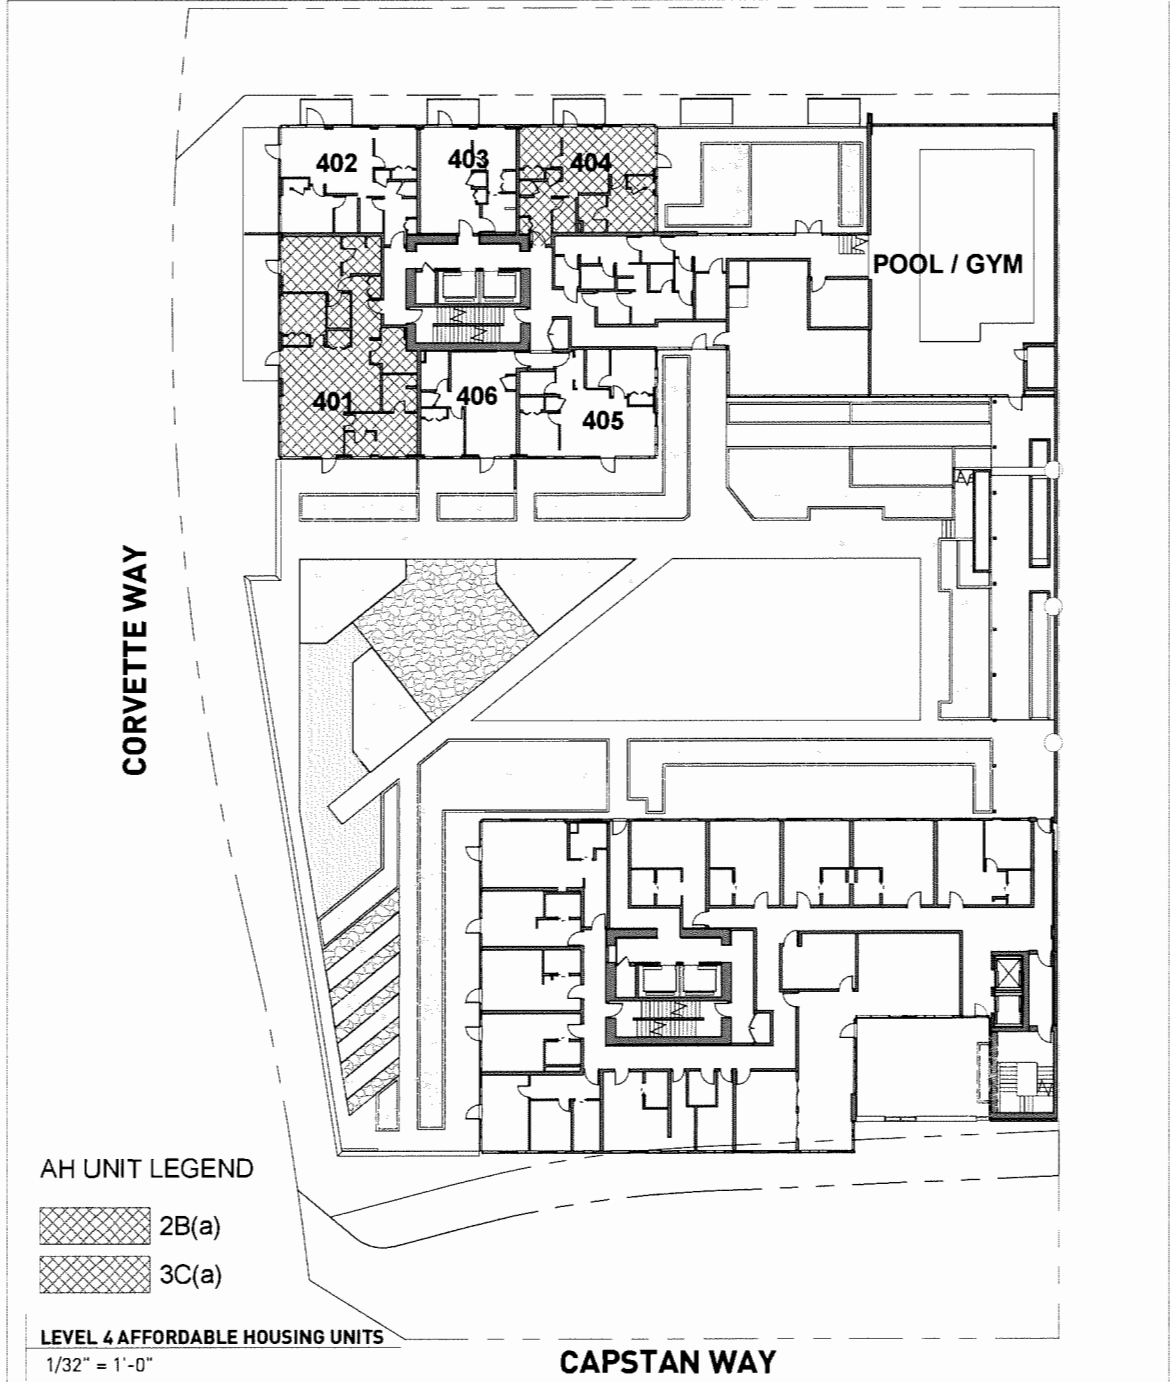 402
403
404
POOL / GYM
401
406
405
CORVETTE WAY
AH UNIT LEGEND
2B(a)
3C(a)
LEVEL 4 AFFORDABLE HOUSING UNITS
1/32" = 1'-0"
CAPSTAN WAY